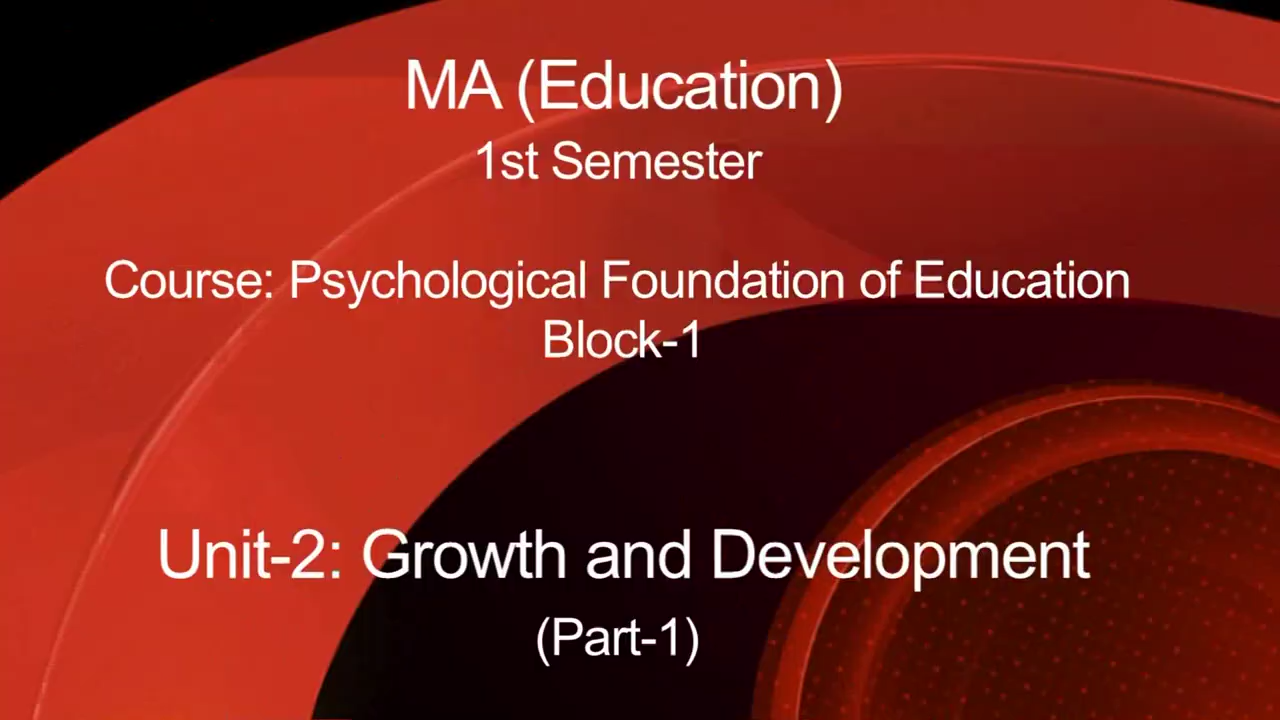 MA (Education)
1st Semester
Course: Psychological Foundation of Education
Block-1
Unit-2: Growth and Development
(Part-1)